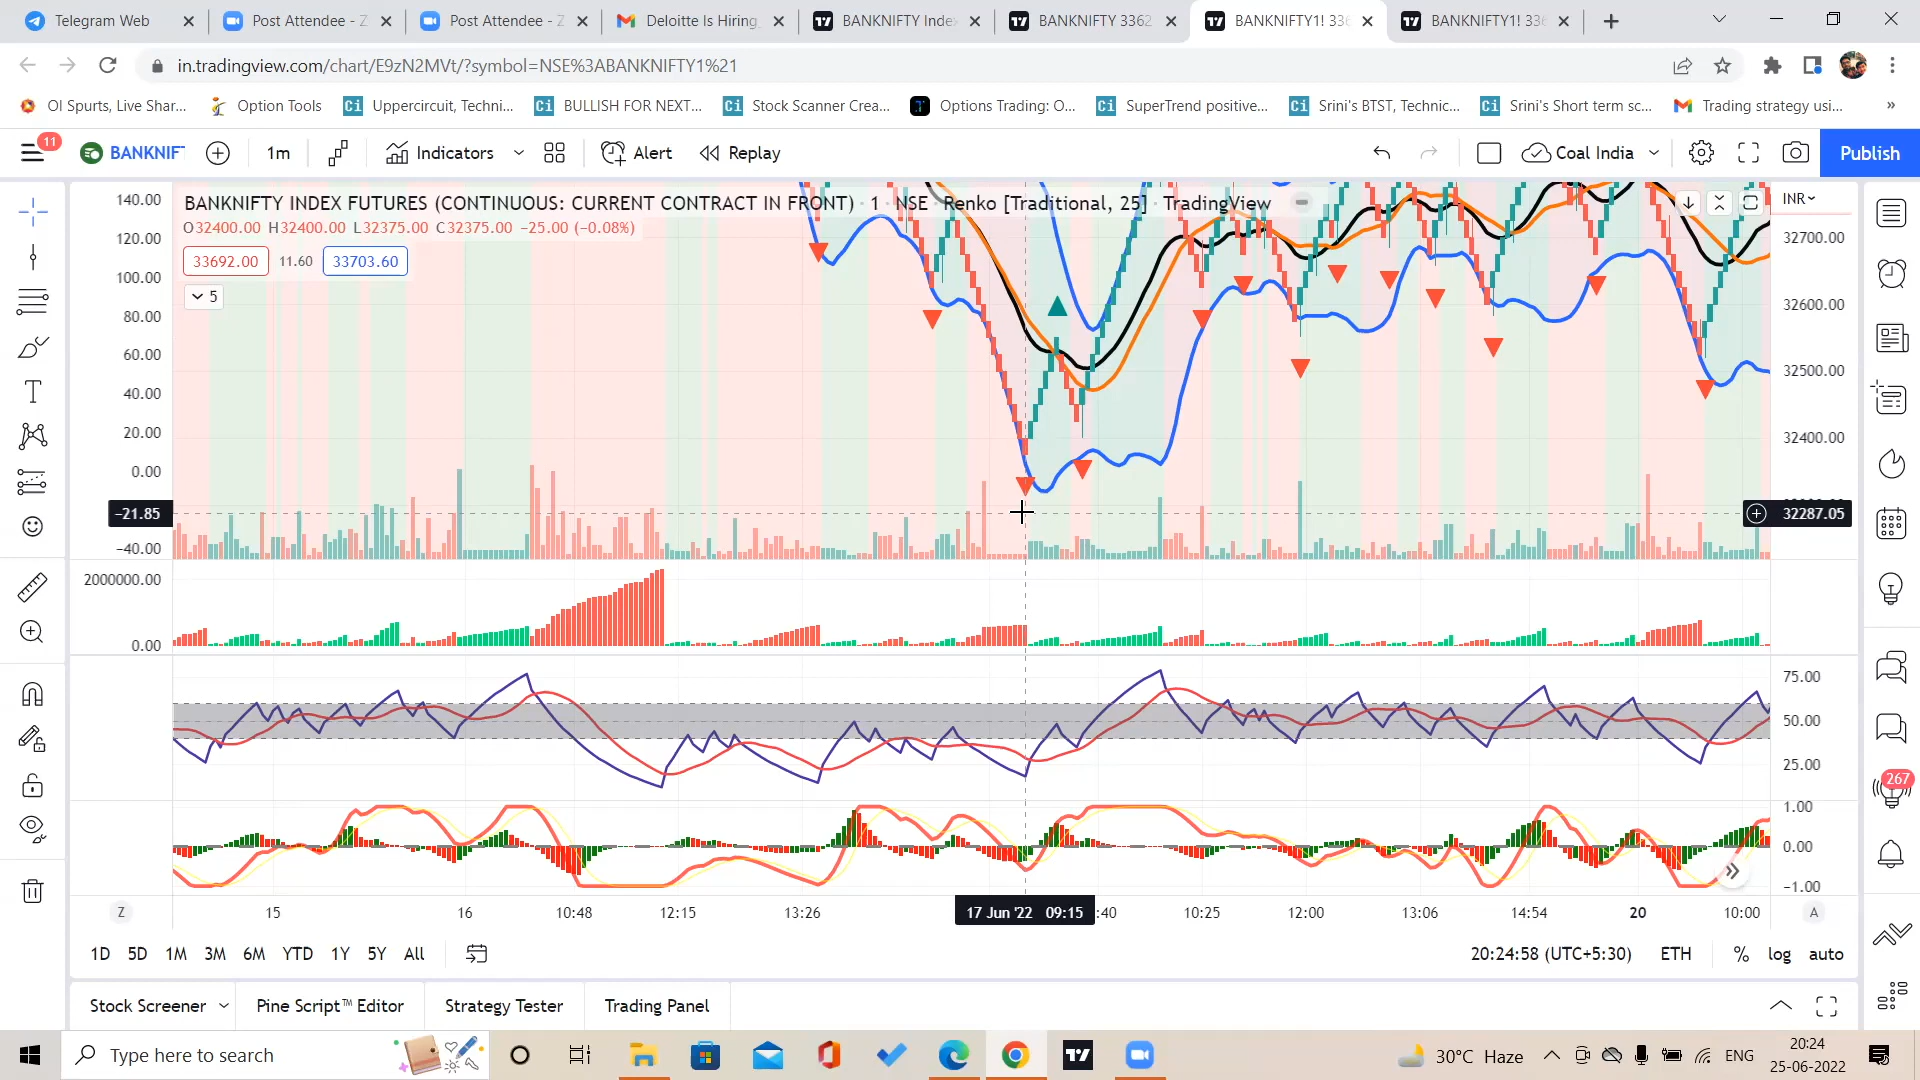 Telegram Web
Post Attendee - Z
Post Attendee - Z
Deloitte Is Hiring
BANKNIFTY Inde
BANKNIFTY 3362
BANKNIFTY1! 336
BANKNIFTY1! 336
in.tradingview.com/chart/E9zN2MVt/?symbol=NSE%3ABANKNIFTY1%21
OI Spurts, Live Shar...
Option Tools
Uppercircuit, Techni...
BULLISH FOR NEXT...
Stock Scanner Crea...
Options Trading: O...
SuperTrend positive...
Srini's BTST, Technic...
Srini's Short term sc...
Trading strategy usi...
»
11
BANKNIFT
1m
Indicators
Alert
Replay
Coal India
Publish
BANKNIFTY INDEX FUTURES (CONTINUOUS: CURRENT CONTRACT IN FRONT) · 1 · NSE · Renko [Traditional, 25] · TradingView
O32400.00 H32400.00 L32375.00 C32375.00 −25.00 (−0.08%)
33692.00 11.60 33703.60
5
INR
140.00
120.00
100.00
80.00
60.00
40.00
20.00
0.00
−21.85
−40.00
2000000.00
0.00
32700.00
32600.00
32500.00
32400.00
32287.05
75.00
50.00
25.00
1.00
0.00
−1.00
267
Z
15
16
10:48
12:15
13:26
17 Jun '22 09:15
:40
10:25
12:00
13:06
14:54
20
10:00
A
1D 5D 1M 3M 6M YTD 1Y 5Y All
20:24:58 (UTC+5:30) ETH % log auto
Stock Screener
Pine Script™ Editor
Strategy Tester
Trading Panel
Type here to search
30°C Haze
ENG
20:24
25-06-2022